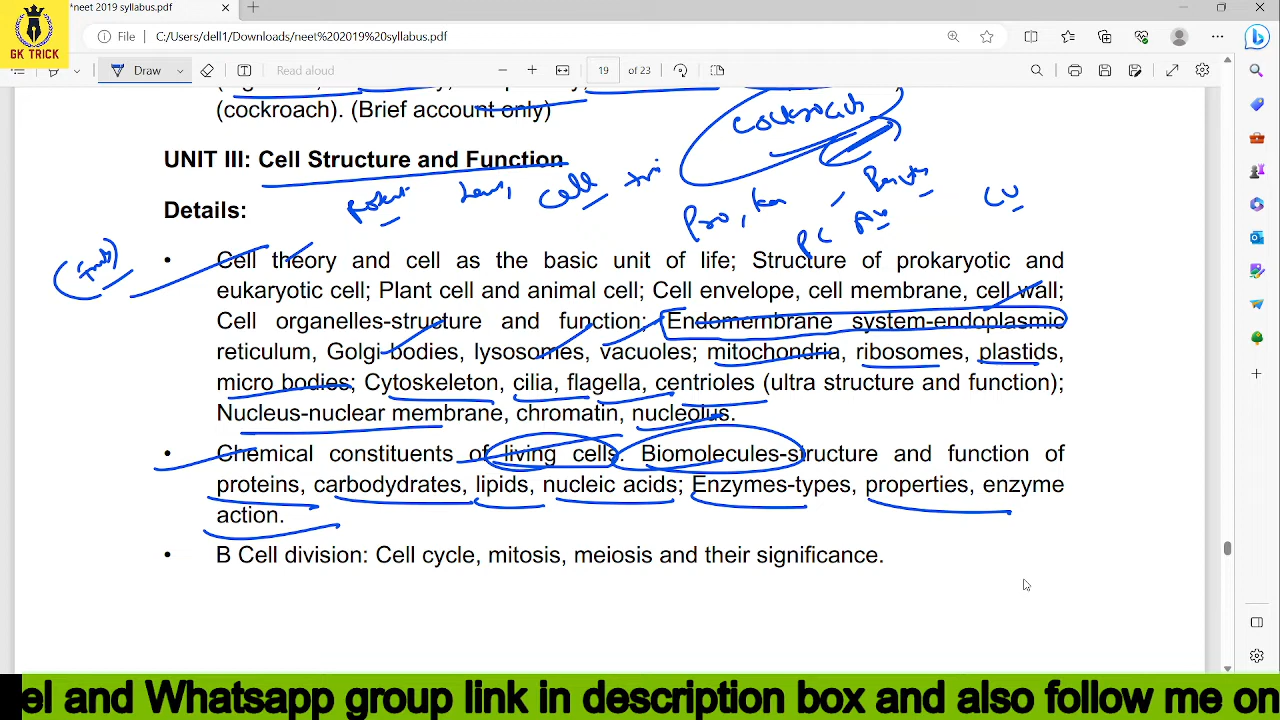 *neet 2019 syllabus.pdf
GK TRICK
File C:/Users/dell1/Downloads/neet%202019%20syllabus.pdf
Draw Read aloud 19 of 23
(cockroach). (Brief account only)
cockroach
UNIT III: Cell Structure and Function
Cell
Details:
Cell theory and cell as the basic unit of life; Structure of prokaryotic and
eukaryotic cell; Plant cell and animal cell; Cell envelope, cell membrane, cell wall;
Cell organelles-structure and function; Endomembrane system-endoplasmic
reticulum, Golgi bodies, lysosomes, vacuoles; mitochondria, ribosomes, plastids,
micro bodies; Cytoskeleton, cilia, flagella, centrioles (ultra structure and function);
Nucleus-nuclear membrane, chromatin, nucleolus.
Chemical constituents of living cells. Biomolecules-structure and function of
proteins, carbodydrates, lipids, nucleic acids; Enzymes-types, properties, enzyme
action.
B Cell division: Cell cycle, mitosis, meiosis and their significance.
el and Whatsapp group link in description box and also follow me on